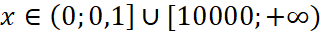 x ∈ (0; 0,1] ∪ [10000; +∞)